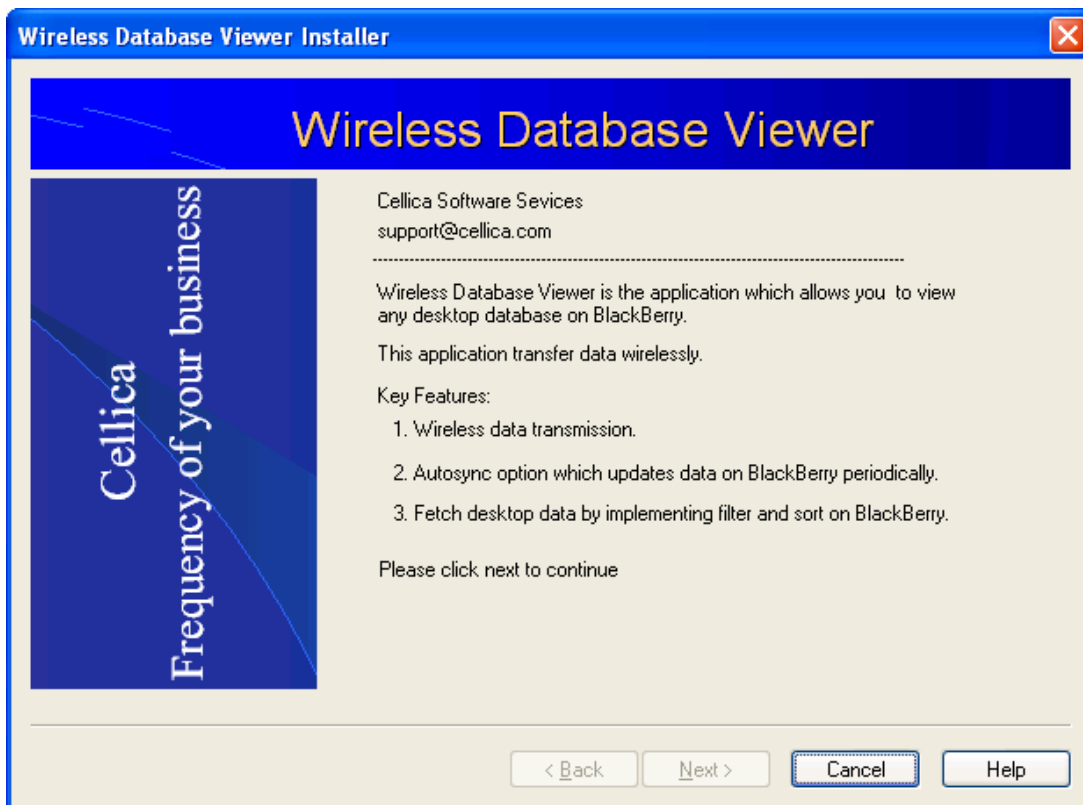 Wireless Database Viewer Installer
Wireless Database Viewer
Cellica
Frequency of your business
Cellica Software Sevices
support@cellica.com
Wireless Database Viewer is the application which allows you to view
any desktop database on BlackBerry.
This application transfer data wirelessly.
Key Features:
1. Wireless data transmission.
2. Autosync option which updates data on BlackBerry periodically.
3. Fetch desktop data by implementing filter and sort on BlackBerry.
Please click next to continue
< Back
Next >
Cancel
Help